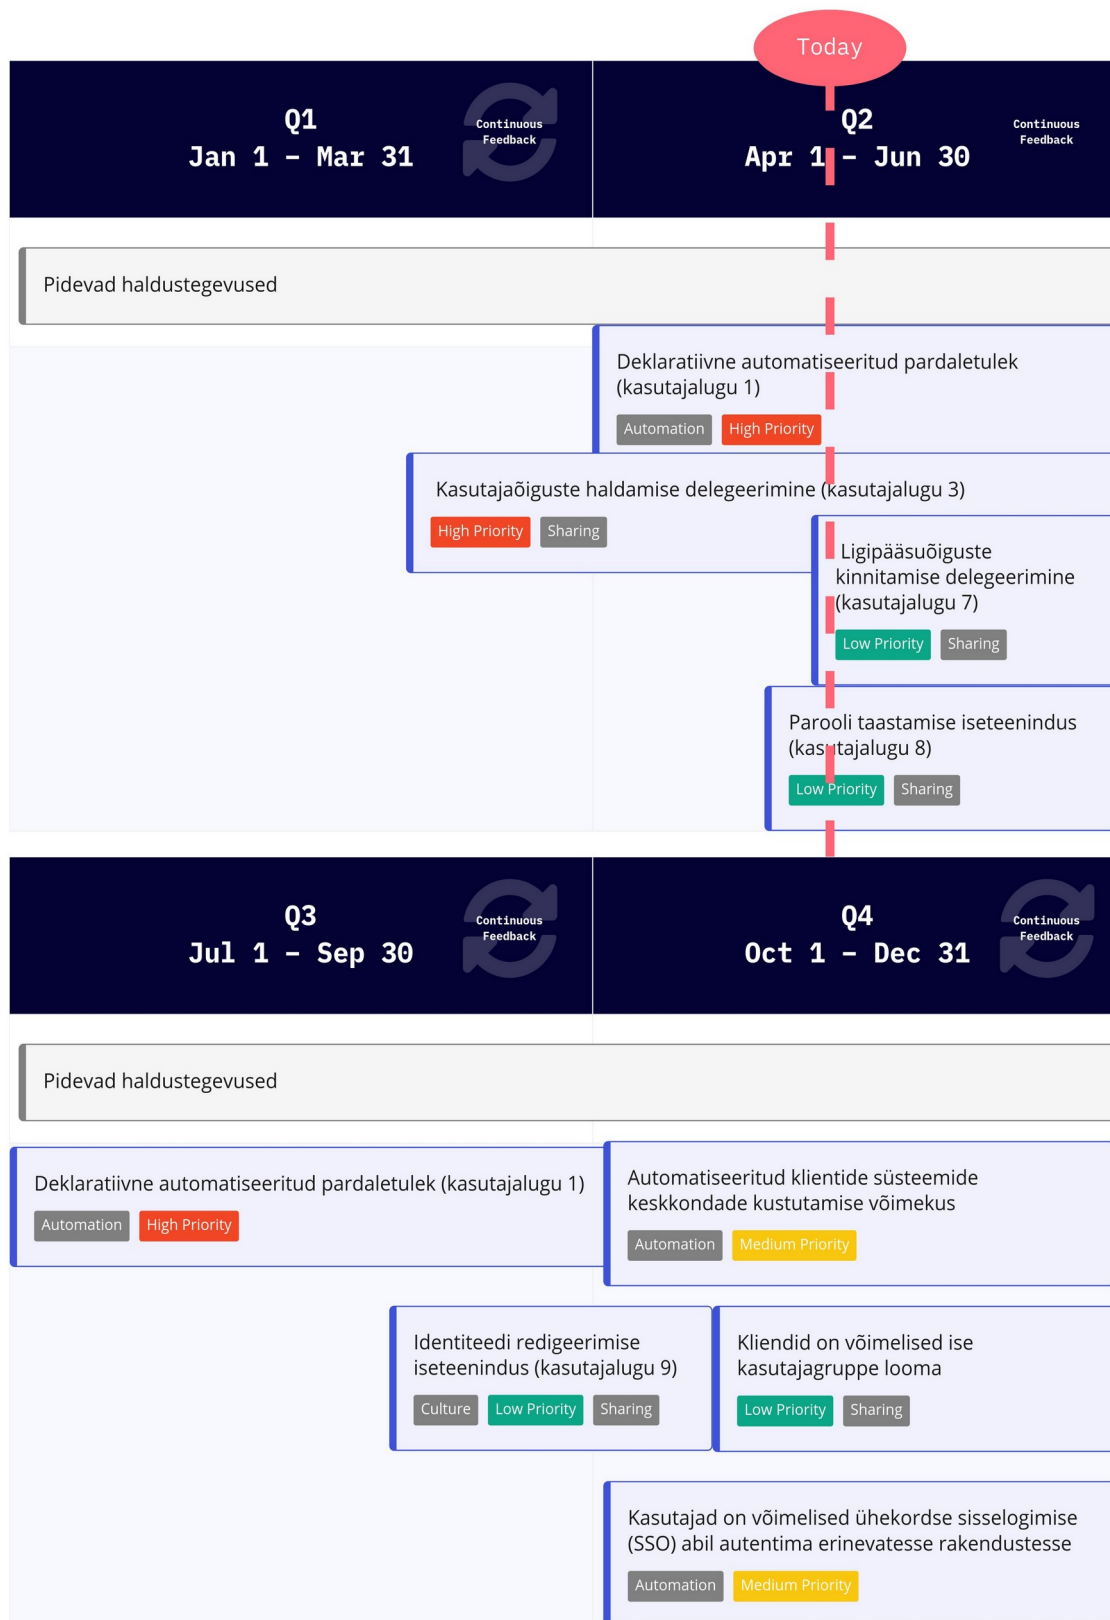 Today
Q1
Jan 1 – Mar 31
Continuous
Feedback
Q2
Apr 1 – Jun 30
Continuous
Feedback
Pidevad haldustegevused
Deklaratiivne automatiseeritud pardaletulek
(kasutajalugu 1)
Automation High Priority
Kasutajaõiguste haldamise delegeerimine (kasutajalugu 3)
High Priority Sharing
Ligipääsuõiguste
kinnitamise delegeerimine
(kasutajalugu 7)
Low Priority Sharing
Parooli taastamise iseteenindus
(kasutajalugu 8)
Low Priority Sharing
Q3
Jul 1 – Sep 30
Continuous
Feedback
Q4
Oct 1 – Dec 31
Continuous
Feedback
Pidevad haldustegevused
Deklaratiivne automatiseeritud pardaletulek (kasutajalugu 1)
Automation High Priority
Automatiseeritud klientide süsteemide
keskkondade kustutamise võimekus
Automation Medium Priority
Identiteedi redigeerimise
iseteenindus (kasutajalugu 9)
Culture Low Priority Sharing
Kliendid on võimelised ise
kasutajagruppe looma
Low Priority Sharing
Kasutajad on võimelised ühekordse sisselogimise
(SSO) abil autentima erinevatesse rakendustesse
Automation Medium Priority